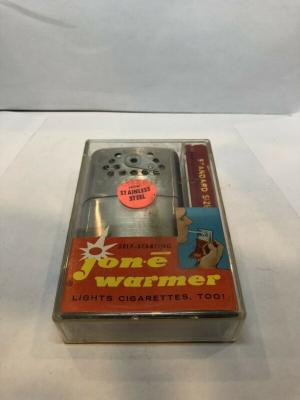 STAINLESS
STEEL
STANDARD SIZE
SELF-STARTING
Jon-e
warmer
LIGHTS CIGARETTES, TOO!